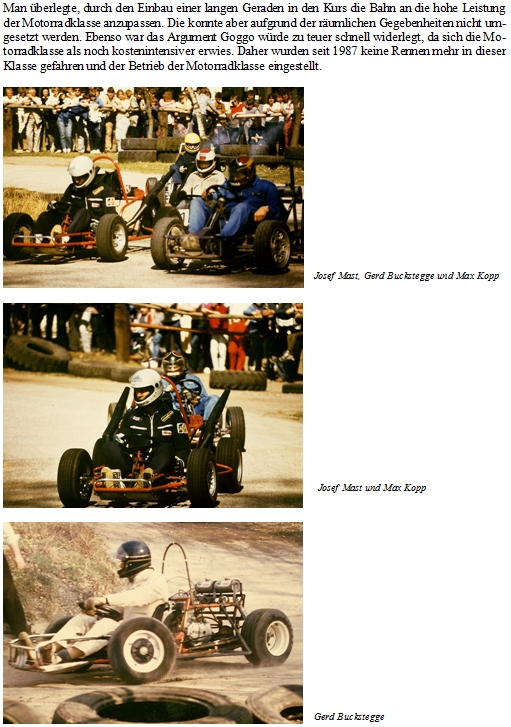 Man überlegte, durch den Einbau einer langen Geraden in den Kurs die Bahn an die hohe Leistung
der Motorradklasse anzupassen. Die konnte aber aufgrund der räumlichen Gegebenheiten nicht um-
gesetzt werden. Ebenso war das Argument Goggo würde zu teuer schnell widerlegt, da sich die Mo-
torradklasse als noch kostenintensiver erwies. Daher wurden seit 1987 keine Rennen mehr in dieser
Klasse gefahren und der Betrieb der Motorradklasse eingestellt.
Josef Mast, Gerd Buckstegge und Max Kopp
Josef Mast und Max Kopp
Gerd Buckstegge